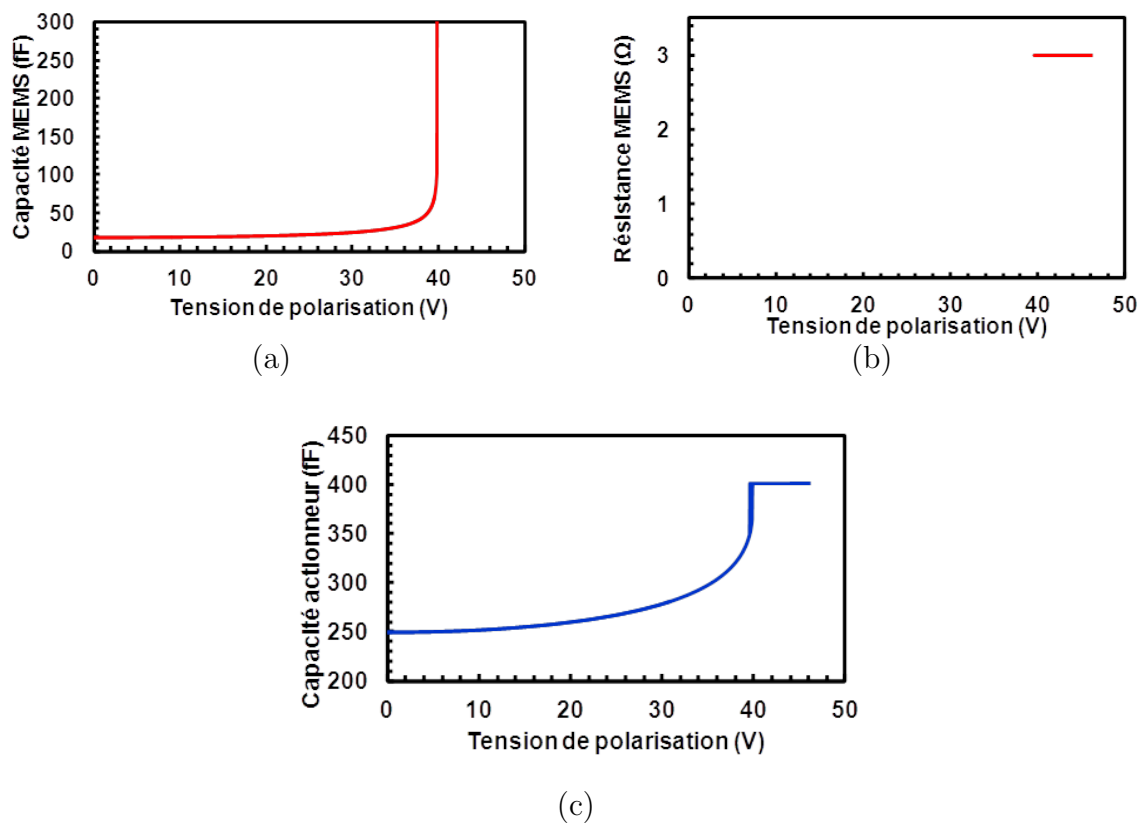 Capacité MEMS (fF)
300
250
200
150
100
50
0
0 10 20 30 40 50
Tension de polarisation (V)
(a)
Résistance MEMS (Ω)
3
2
1
0
0 10 20 30 40 50
Tension de polarisation (V)
(b)
Capacité actionneur (fF)
450
400
350
300
250
200
0 10 20 30 40 50
Tension de polarisation (V)
(c)